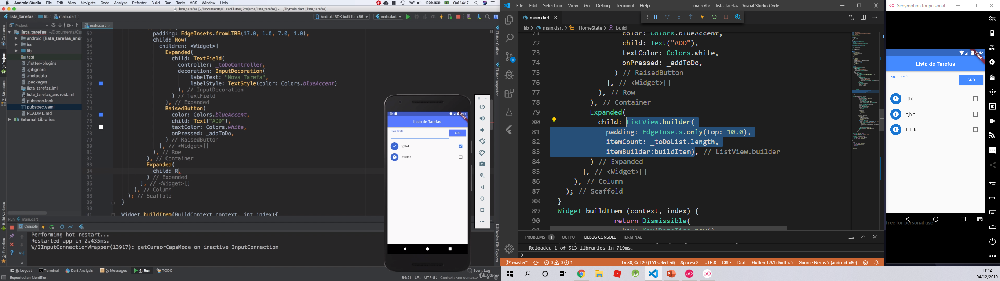 Android Studio File Edit View Navigate Code Analyze Refactor Build Run Tools VCS Window Help
100% Qui 14:17
lista_tarefas [~/Documents/CursoFlutter/Projetos/lista_tarefas] - .../lib/main.dart [lista_tarefas]
lista_tarefas lib main.dart
Android SDK built for x86 main.dart
Project
main.dart
Captures
1: Project
Z: Structure
Build Variants
2: Favorites
lista_tarefas ~/Documents/Cu
android [lista_tarefas_andr
ios
lib
test
.flutter-plugins
.gitignore
.metadata
.packages
lista_tarefas.iml
lista_tarefas_android.iml
pubspec.lock
pubspec.yaml
README.md
External Libraries
62 padding: EdgeInsets.fromLTRB(17.0, 1.0, 7.0, 1.0),
63 child: Row(
64 children: <Widget>[
65 Expanded(
66 child: TextField(
67 controller: _toDoController,
68 decoration: InputDecoration(
69 labelText: "Nova Tarefa",
70 labelStyle: TextStyle(color: Colors.blueAccent)
71 ), // InputDecoration
72 ) // TextField
73 ), // Expanded
74 RaisedButton(
75 color: Colors.blueAccent,
76 child: Text("ADD"),
77 textColor: Colors.white,
78 onPressed: _addToDo,
79 ) // RaisedButton
80 ], // <Widget>[]
81 ), // Row
82 ), // Container
83 Expanded(
84 child: R,
85 ) // Expanded
86 ], // <Widget>[]
87 ), // Column
88 ); // Scaffold
89 }
90
91 Widget buildItem(BuildContext context, int index){
Flutter Outline
Flutter Inspector
Device File Explorer
3:17
Lista de Tarefas
Nova Tarefa
ADD
fgfhd
dfbddn
Run main.dart
Console
Performing hot restart...
Restarted app in 2.435ms.
W/IInputConnectionWrapper(13917): getCursorCapsMode on inactive InputConnection
6: Logcat Terminal Dart Analysis 0: Messages 4: Run TODO Event Log
Expected an identifier. 84:21 LF÷ UTF-8÷ Context: <no context>
Udemy
File Edit Selection View Go Debug Terminal Help
main.dart - lista_tarefas - Visual Studio Code
main.dart
lib > main.dart > _HomeState > build
1
71 color: Colors.blueAccent,
72 child: Text("ADD"),
73 textColor: Colors.white,
74 onPressed: _addToDo,
75 ) // RaisedButton
76 ], // <Widget>[]
77 ), // Row
78 ), // Container
79 Expanded(
80 child: ListView.builder(
81 padding: EdgeInsets.only(top: 10.0),
82 itemCount: _toDoList.length,
83 itemBuilder:buildItem), // ListView.builder
84 ) // Expanded
85 ], // <Widget>[]
86 ), // Column
87 ); // Scaffold
88 }
89 Widget buildItem (context, index) {
90 return Dismissible(
91 key: Key(DateTime.now()
PROBLEMS 1 OUTPUT DEBUG CONSOLE TERMINAL
Reloaded 1 of 513 libraries in 719ms.
master* 0 0 1 Ln 80, Col 20 (151 selected) Spaces: 2 UTF-8 CRLF Dart Flutter: 1.9.1+hotfix.5 Google Nexus 5 (android-x86)
Genymotion for personal...
Open GAPPS
GPS
ID
9:42
DEBUG
Lista de Tarefas
Nova Tarefa
ADD
hjhj
hjhjh
fgfgfg
free for personal use
11:42
04/12/2019